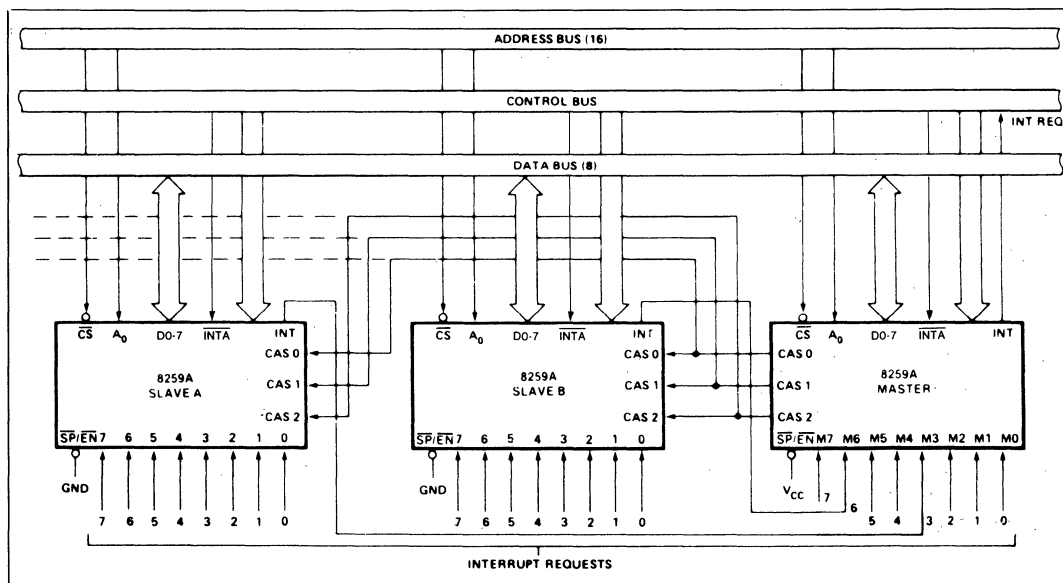 ADDRESS BUS (16)
CONTROL BUS
INT REQ
DATA BUS (8)
CS A0 D0-7 INTA INT
CAS 0
8259A
SLAVE A
CAS 1
CAS 2
SP/EN 7 6 5 4 3 2 1 0
GND
7 6 5 4 3 2 1 0
CS A0 D0-7 INTA INT
CAS 0
8259A
SLAVE B
CAS 1
CAS 2
SP/EN 7 6 5 4 3 2 1 0
GND
7 6 5 4 3 2 1 0
CS A0 D0-7 INTA INT
CAS 0
8259A
MASTER
CAS 1
CAS 2
SP/EN M7 M6 M5 M4 M3 M2 M1 M0
VCC
7 6 5 4 3 2 1 0
INTERRUPT REQUESTS